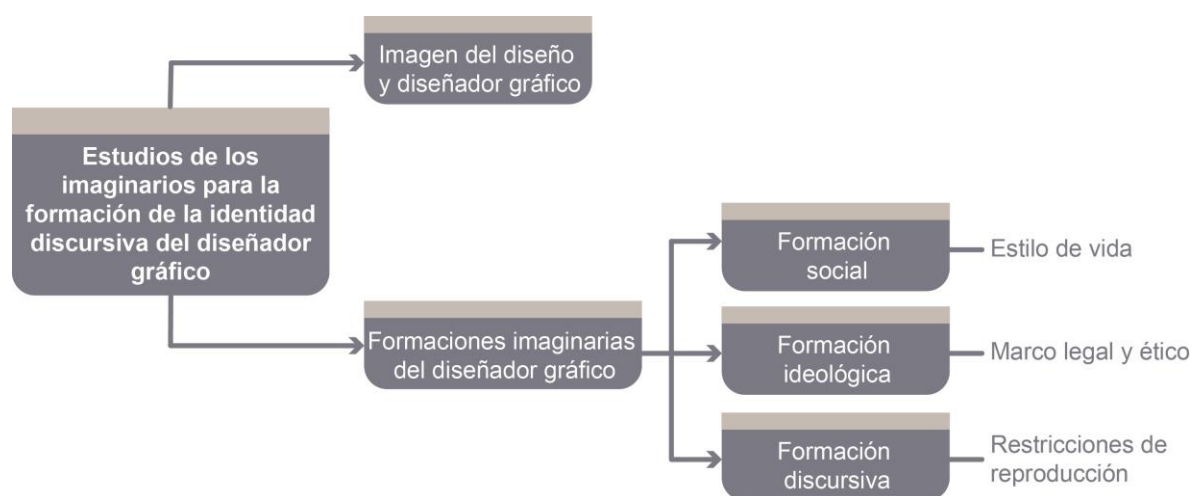 Imagen del diseño
y diseñador gráfico
Estudios de los
imaginarios para la
formación de la identidad
discursiva del diseñador
gráfico
Formaciones imaginarias
del diseñador gráfico
Formación
social
Estilo de vida
Formación
ideológica
Marco legal y ético
Formación
discursiva
Restricciones de
reproducción